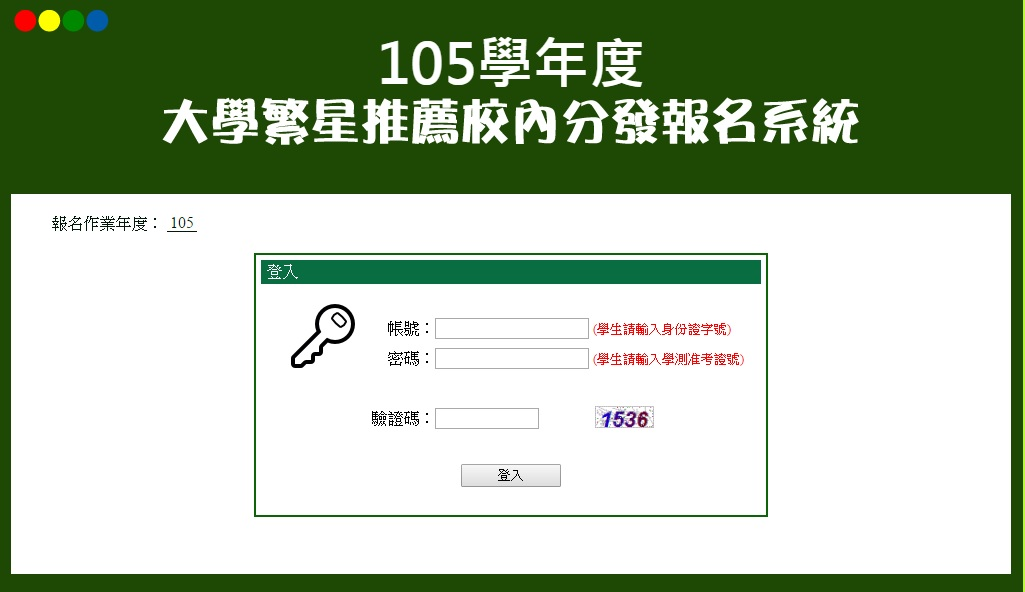 105學年度
大學繁星推薦校內分發報名系統
報名作業年度： 105
登入
帳號： (學生請輸入身份證字號)
密碼： (學生請輸入學測准考證號)
驗證碼： 1536
登入